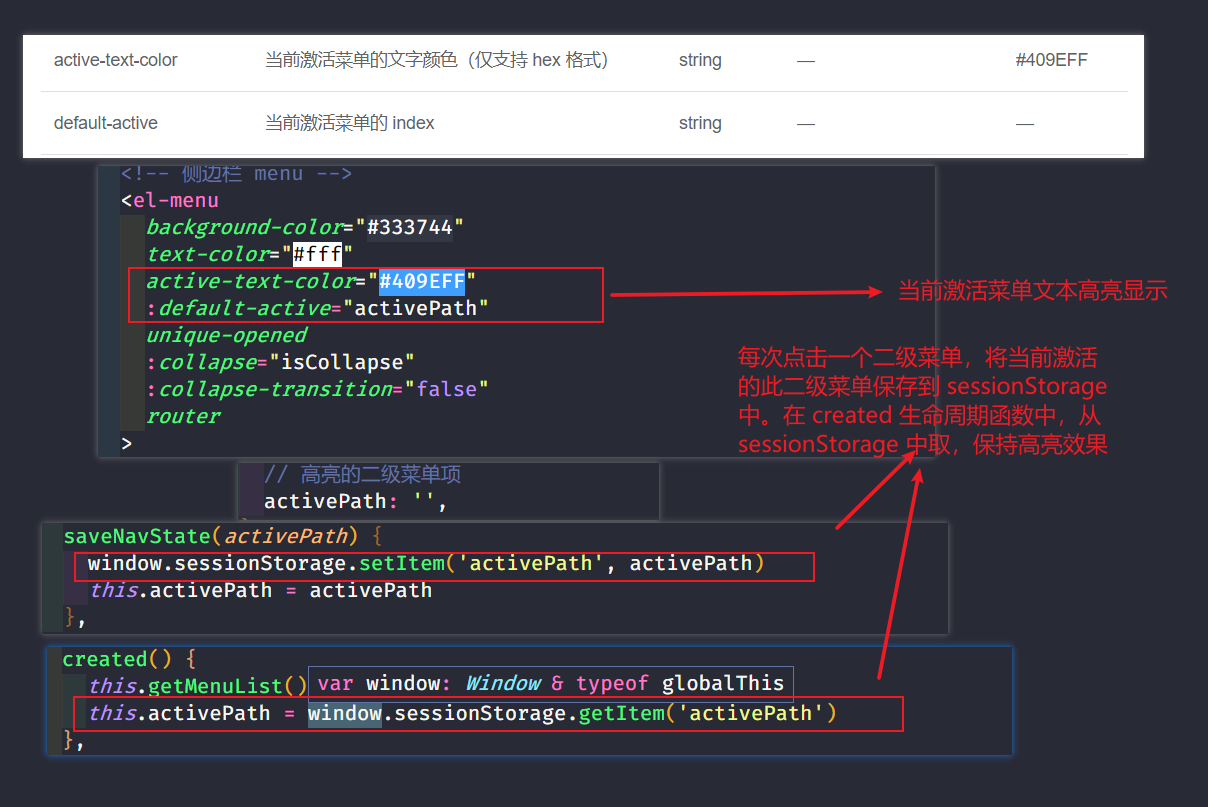 active-text-color 当前激活菜单的文字颜色（仅支持 hex 格式） string — #409EFF
default-active 当前激活菜单的 index string — —
<!-- 侧边栏 menu -->
<el-menu
background-color="#333744"
text-color="#fff"
active-text-color="#409EFF"
:default-active="activePath"
unique-opened
:collapse="isCollapse"
:collapse-transition="false"
router
>
当前激活菜单文本高亮显示
每次点击一个二级菜单，将当前激活
的此二级菜单保存到 sessionStorage
中。在 created 生命周期函数中，从
sessionStorage 中取，保持高亮效果
// 高亮的二级菜单项
activePath: '',
saveNavState(activePath) {
window.sessionStorage.setItem('activePath', activePath)
this.activePath = activePath
},
created() {
this.getMenuList()
var window: Window & typeof globalThis
this.activePath = window.sessionStorage.getItem('activePath')
},